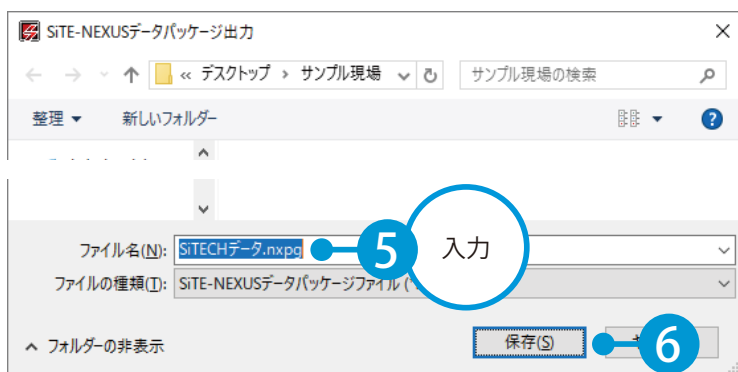 SiTE-NEXUSデータパッケージ出力
« デスクトップ › サンプル現場
サンプル現場の検索
整理
新しいフォルダー
ファイル名(N): SiTECHデータ.nxpg
5
入力
ファイルの種類(T): SiTE-NEXUSデータパッケージファイル (*
フォルダーの非表示
保存(S)
6